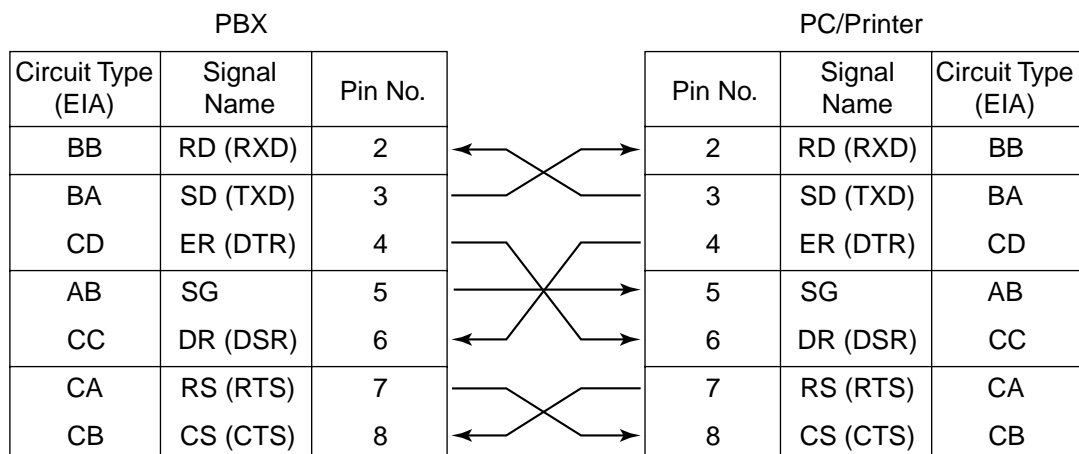 PBX PC/Printer
Circuit Type (EIA) Signal Name Pin No. Pin No. Signal Name Circuit Type (EIA)
BB RD (RXD) 2 2 RD (RXD) BB
BA SD (TXD) 3 3 SD (TXD) BA
CD ER (DTR) 4 4 ER (DTR) CD
AB SG 5 5 SG AB
CC DR (DSR) 6 6 DR (DSR) CC
CA RS (RTS) 7 7 RS (RTS) CA
CB CS (CTS) 8 8 CS (CTS) CB